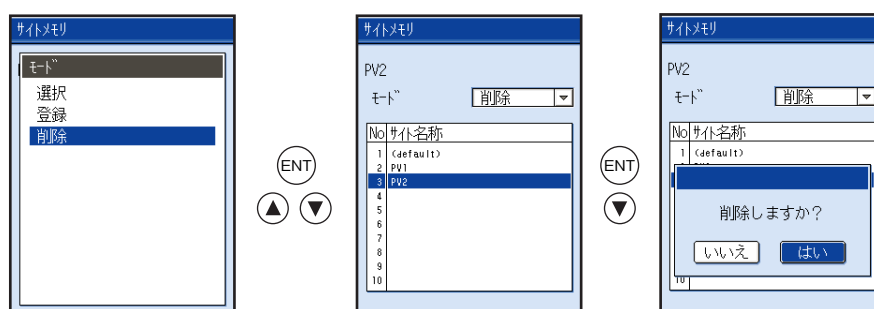 サイトメモリ
モード
選択
登録
削除
ENT
サイトメモリ
PV2
モード 削除
No サイト名称
1 (default)
2 PV1
3 PV2
4
5
6
7
8
9
10
ENT
サイトメモリ
PV2
モード 削除
No サイト名称
1 (default)
削除しますか?
いいえ はい
10